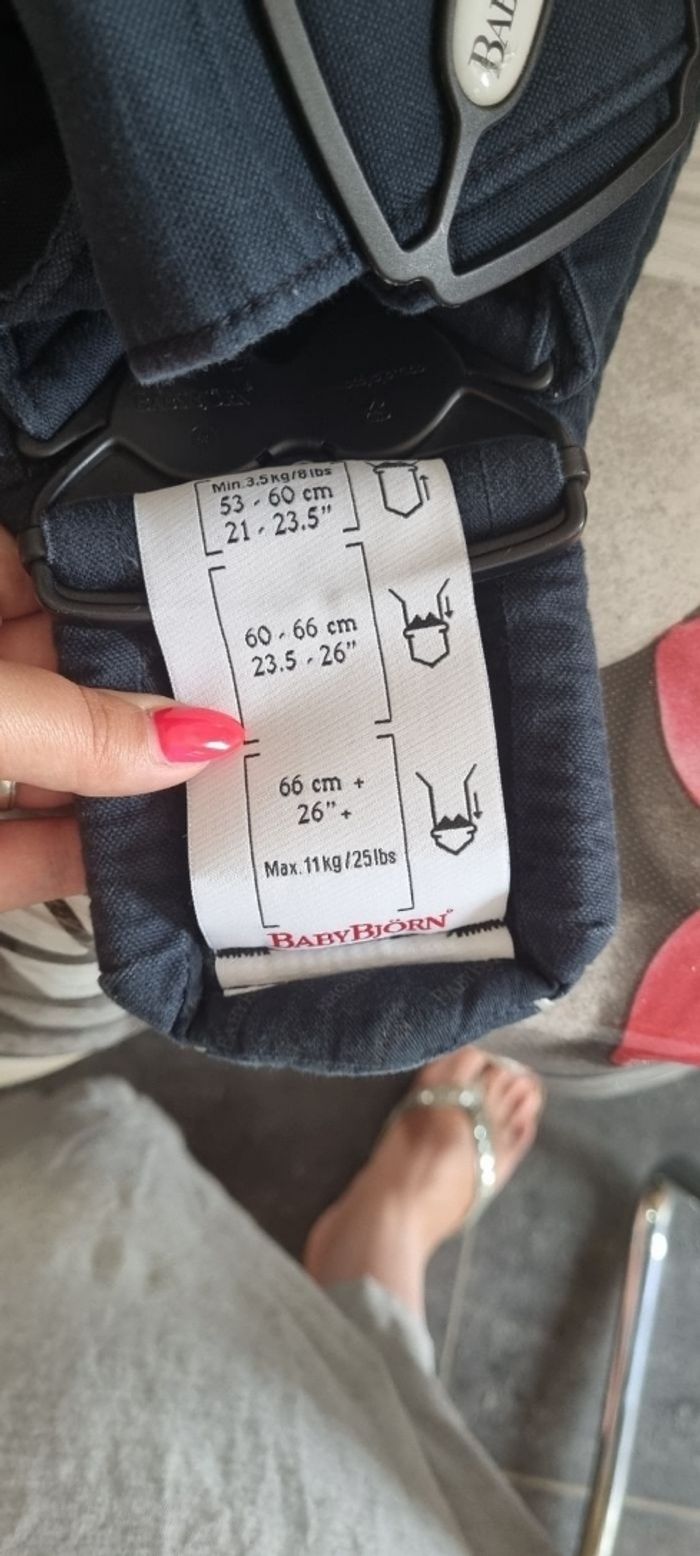 BAB
Min.3.5kg/8lbs
53 - 60 cm
21 - 23.5"
60 - 66 cm
23.5 - 26"
66 cm +
26" +
Max.11kg/25lbs
BABYBJÖRN®